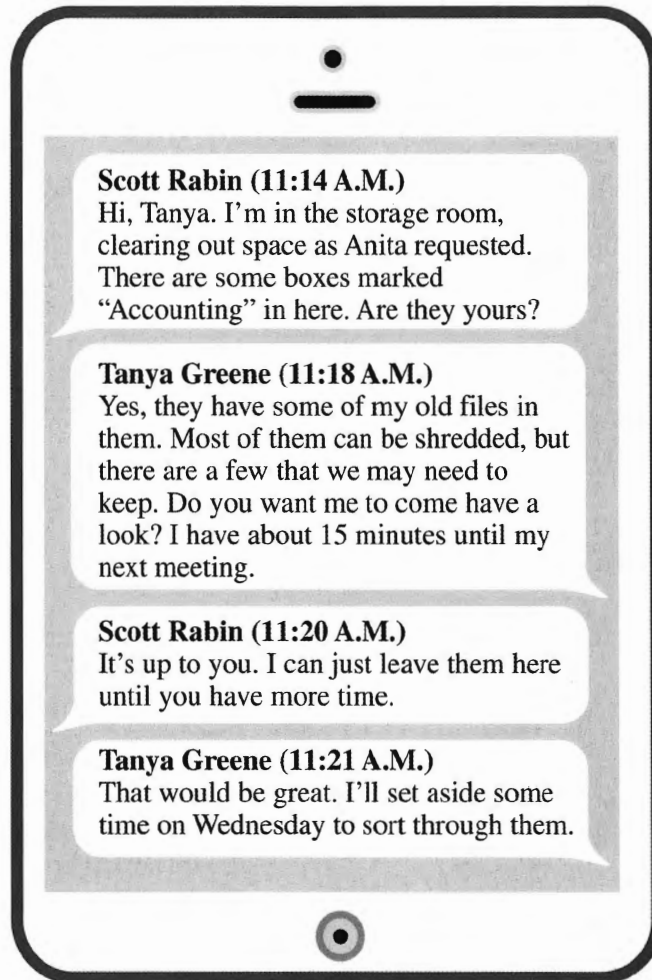 Scott Rabin (11:14 A.M.)
Hi, Tanya. I'm in the storage room,
clearing out space as Anita requested.
There are some boxes marked
“Accounting” in here. Are they yours?
Tanya Greene (11:18 A.M.)
Yes, they have some of my old files in
them. Most of them can be shredded, but
there are a few that we may need to
keep. Do you want me to come have a
look? I have about 15 minutes until my
next meeting.
Scott Rabin (11:20 A.M.)
It's up to you. I can just leave them here
until you have more time.
Tanya Greene (11:21 A.M.)
That would be great. I'll set aside some
time on Wednesday to sort through them.